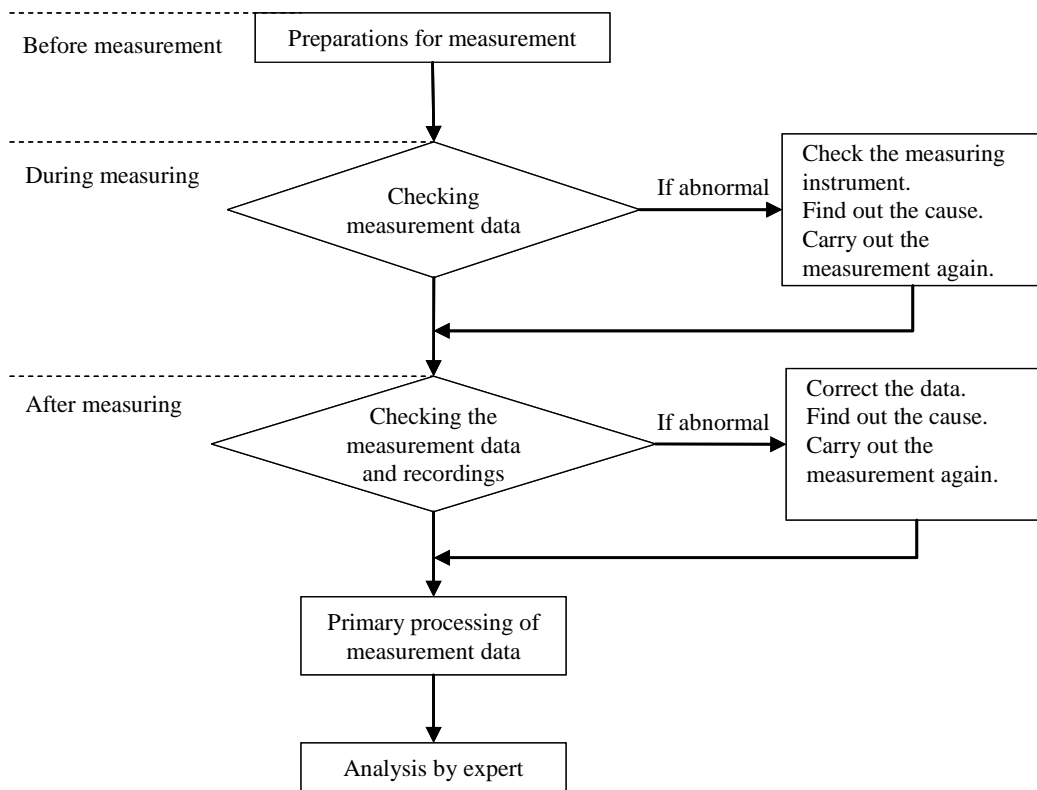 Before measurement
Preparations for measurement
During measuring
Checking
measurement data
If abnormal
Check the measuring
instrument.
Find out the cause.
Carry out the
measurement again.
After measuring
Checking the
measurement data
and recordings
If abnormal
Correct the data.
Find out the cause.
Carry out the
measurement again.
Primary processing of
measurement data
Analysis by expert